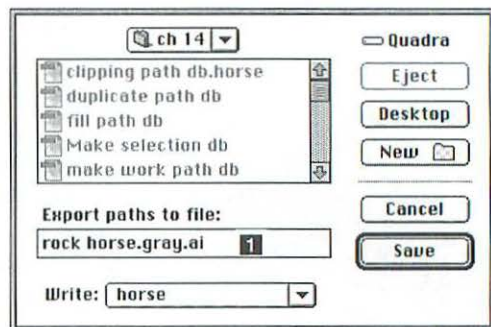 ch 14
Quadra
clipping path db.horse
duplicate path db
fill path db
Make selection db
make work path db
Eject
Desktop
New
Export paths to file:
rock horse.gray.ai 1
Cancel
Save
Write: horse